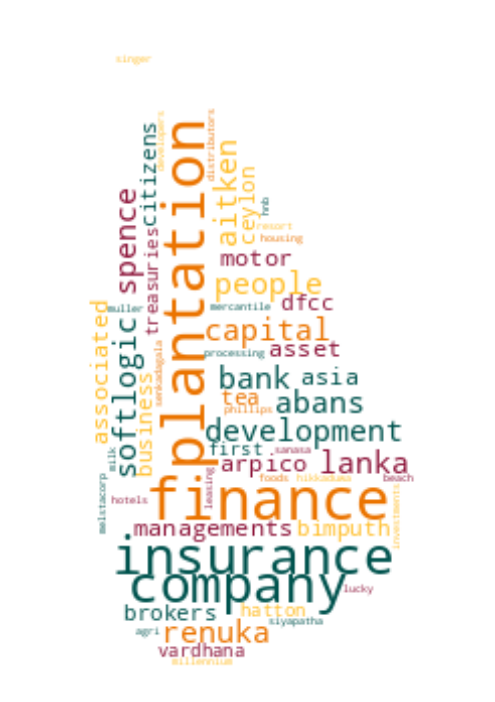 singer
plantation
distributors
developers
citizens
aitken
ceylon
hnb
spence
treasuries
resort
housing
motor
people
associated
muller
mercantile
dfcc
softlogic
capital
senkadagala
processing
asset
business
bank
asia
tea
abans
phillips
development
first
sanasa
milk
arpico
lanka
melstacorp
leasing
foods
hikkaduwa
beach
hotels
finance
investments
managements
bimputh
insurance
company
lucky
brokers
hatton
siyapatha
agri
renuka
vardhana
millennium